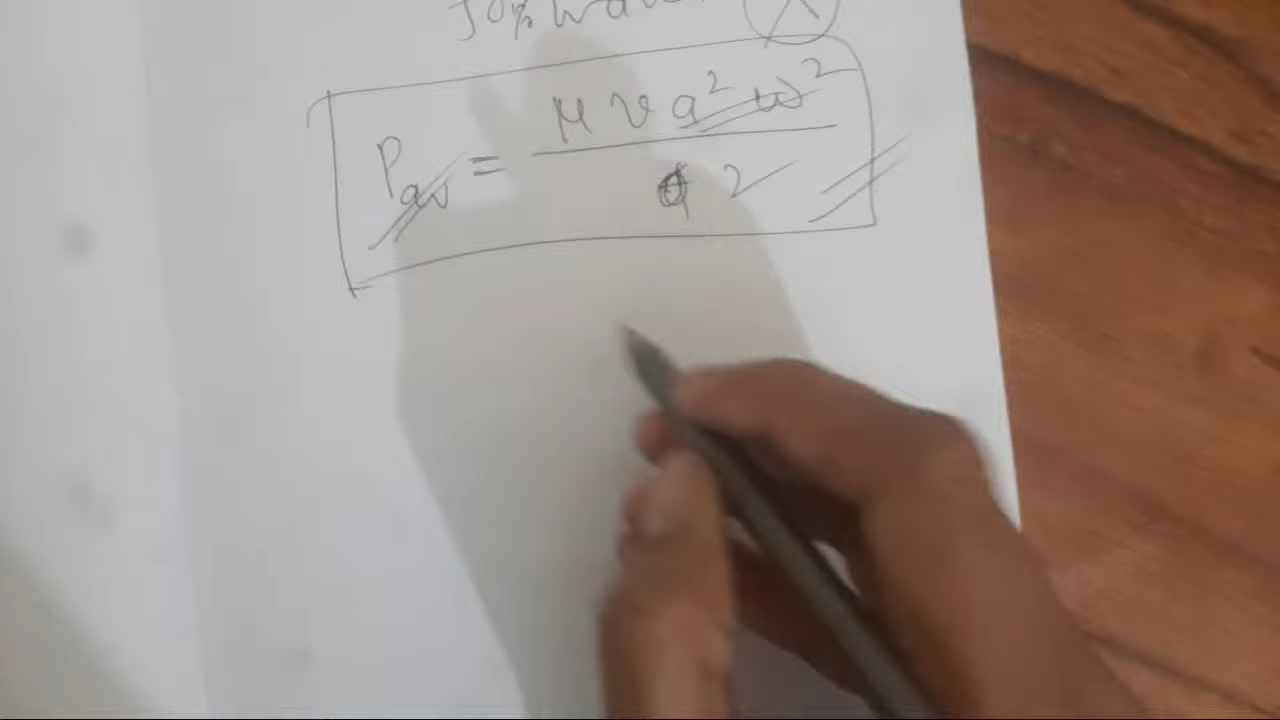 P_av = μ v a² ω² / 2